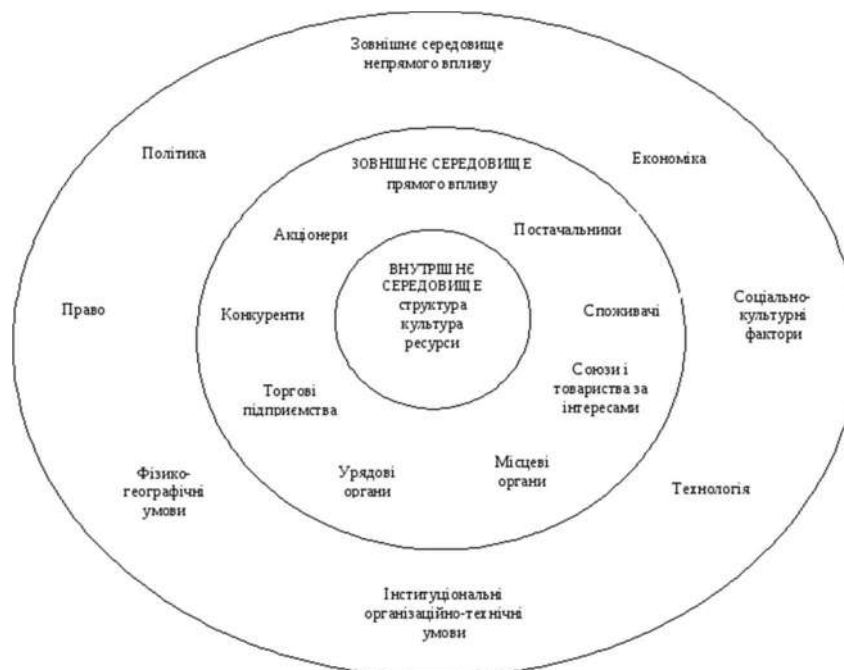 Зовнішнє середовище
непрямого впливу
Політика
Економіка
ЗОВНІШНЄ СЕРЕДОВИЩЕ
прямого впливу
Акціонери
Постачальники
ВНУТРІШНЄ
СЕРЕДОВИЩЕ
структура
культура
ресурси
Право
Конкуренти
Споживачі
Соціально-
культурні
фактори
Торгові
підприємства
Союзи і
товариства за
інтересами
Фізико-
географічні
умови
Урядові
органи
Місцеві
органи
Технологія
Інституціональні
організаційно-технічні
умови